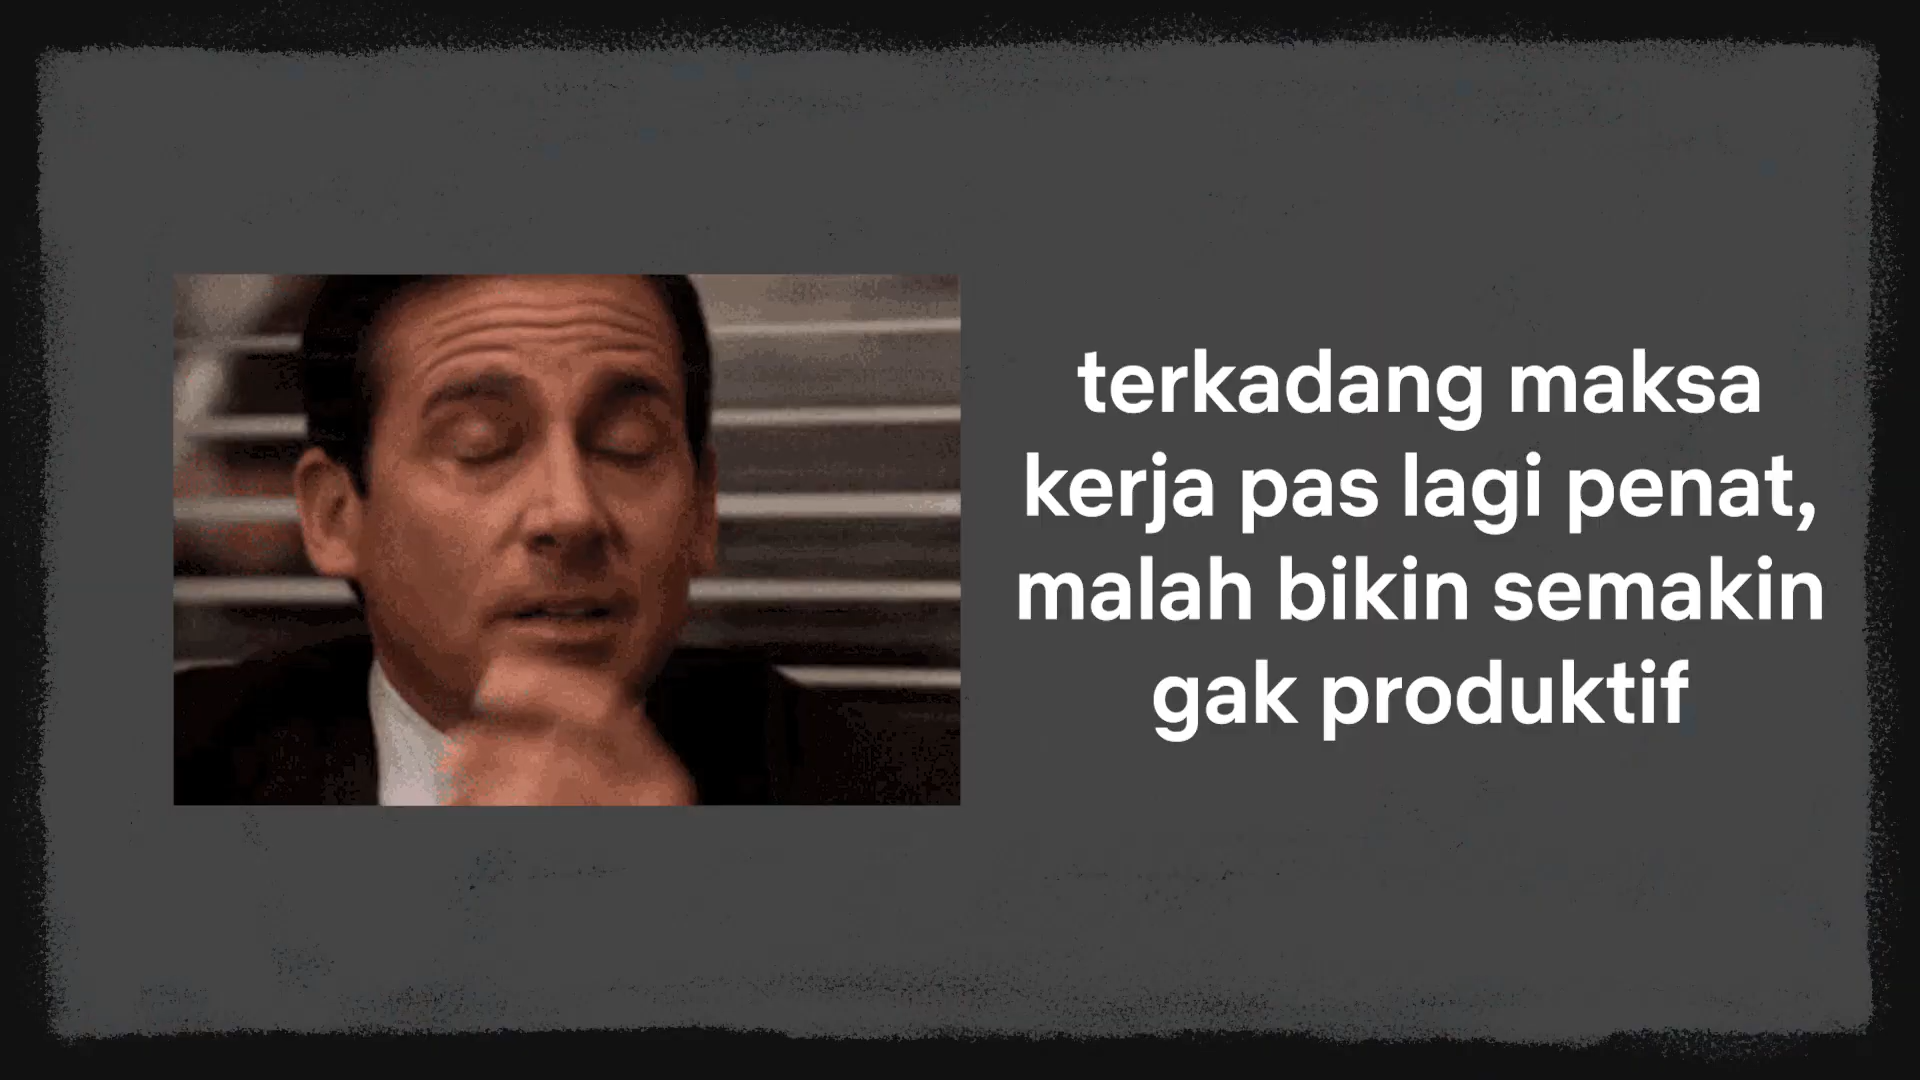 terkadang maksa
kerja pas lagi penat,
malah bikin semakin
gak produktif